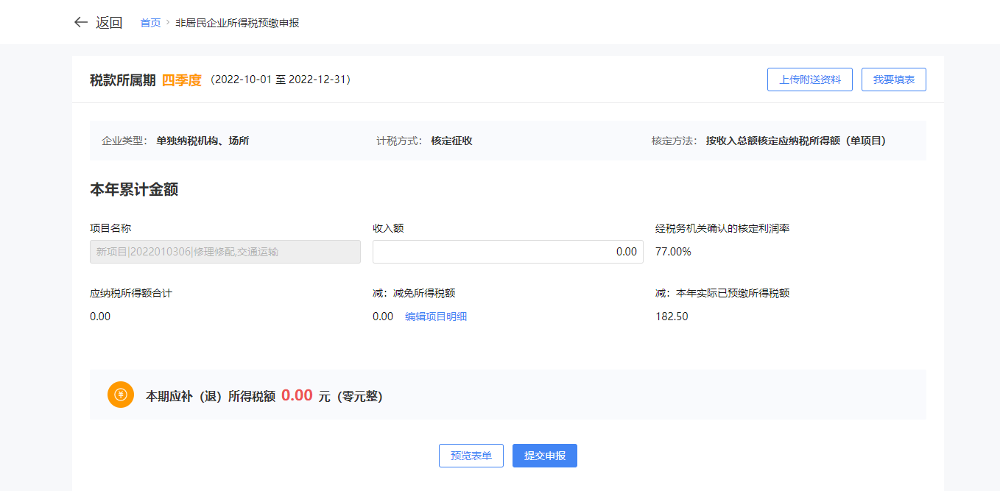 返回 首页 > 非居民企业所得税预缴申报
税款所属期 四季度 （2022-10-01 至 2022-12-31） 上传附送资料 我要填表
企业类型： 单独纳税机构、场所 计税方式： 核定征收 核定方法： 按收入总额核定应纳税所得额（单项目）
本年累计金额
项目名称 收入额 经税务机关确认的核定利润率
新项目|2022010306|修理修配,交通运输 0.00 77.00%
应纳税所得额合计 减：减免所得税额 减：本年实际已预缴所得税额
0.00 0.00 编辑项目明细 182.50
¥ 本期应补（退）所得税额 0.00 元（零元整）
预览表单 提交申报